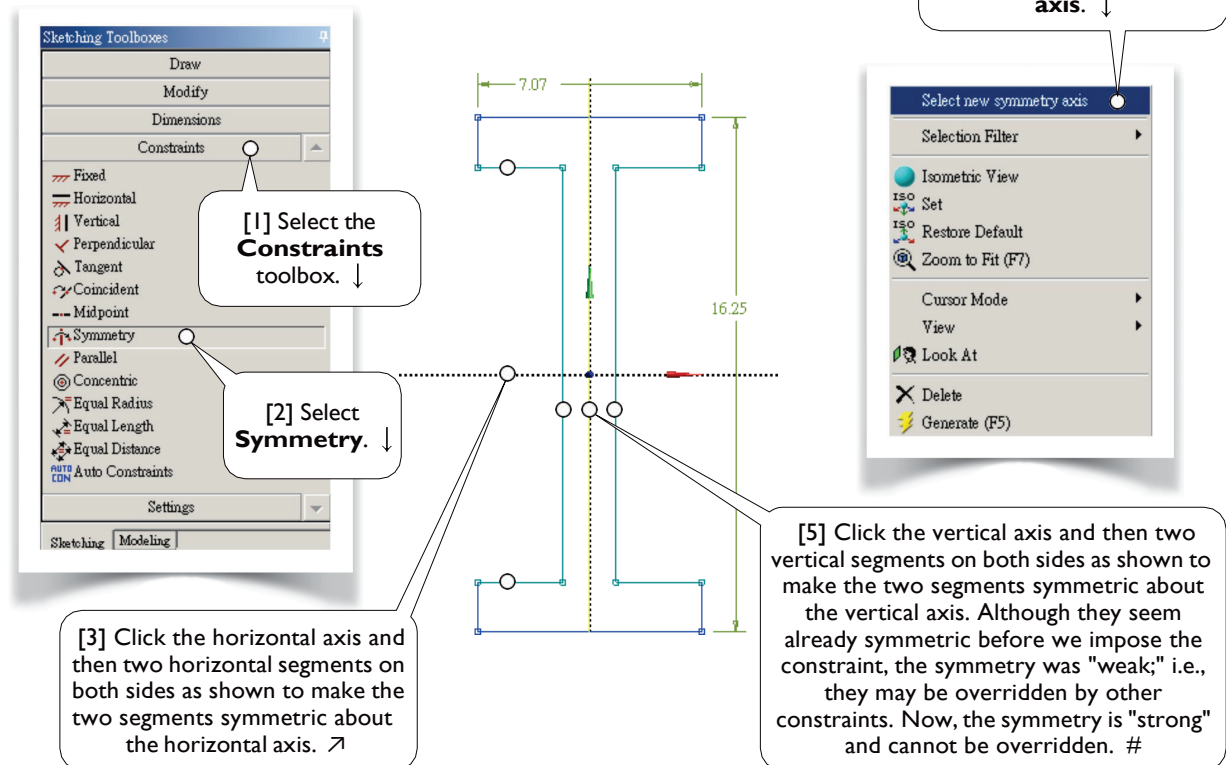 axis. ↓
Sketching Toolboxes
Draw
Modify
Dimensions
Constraints
Fixed
Horizontal
Vertical
Perpendicular
Tangent
Coincident
Midpoint
Symmetry
Parallel
Concentric
Equal Radius
Equal Length
Equal Distance
AUTO CON Auto Constraints
Settings
Sketching Modeling
[1] Select the
Constraints
toolbox. ↓
[2] Select
Symmetry. ↓
7.07
16.25
Select new symmetry axis
Selection Filter
Isometric View
ISO Set
ISO Restore Default
Zoom to Fit (F7)
Cursor Mode
View
Look At
Delete
Generate (F5)
[3] Click the horizontal axis and
then two horizontal segments on
both sides as shown to make the
two segments symmetric about
the horizontal axis. ↗
[5] Click the vertical axis and then two
vertical segments on both sides as shown to
make the two segments symmetric about
the vertical axis. Although they seem
already symmetric before we impose the
constraint, the symmetry was "weak;" i.e.,
they may be overridden by other
constraints. Now, the symmetry is "strong"
and cannot be overridden. #